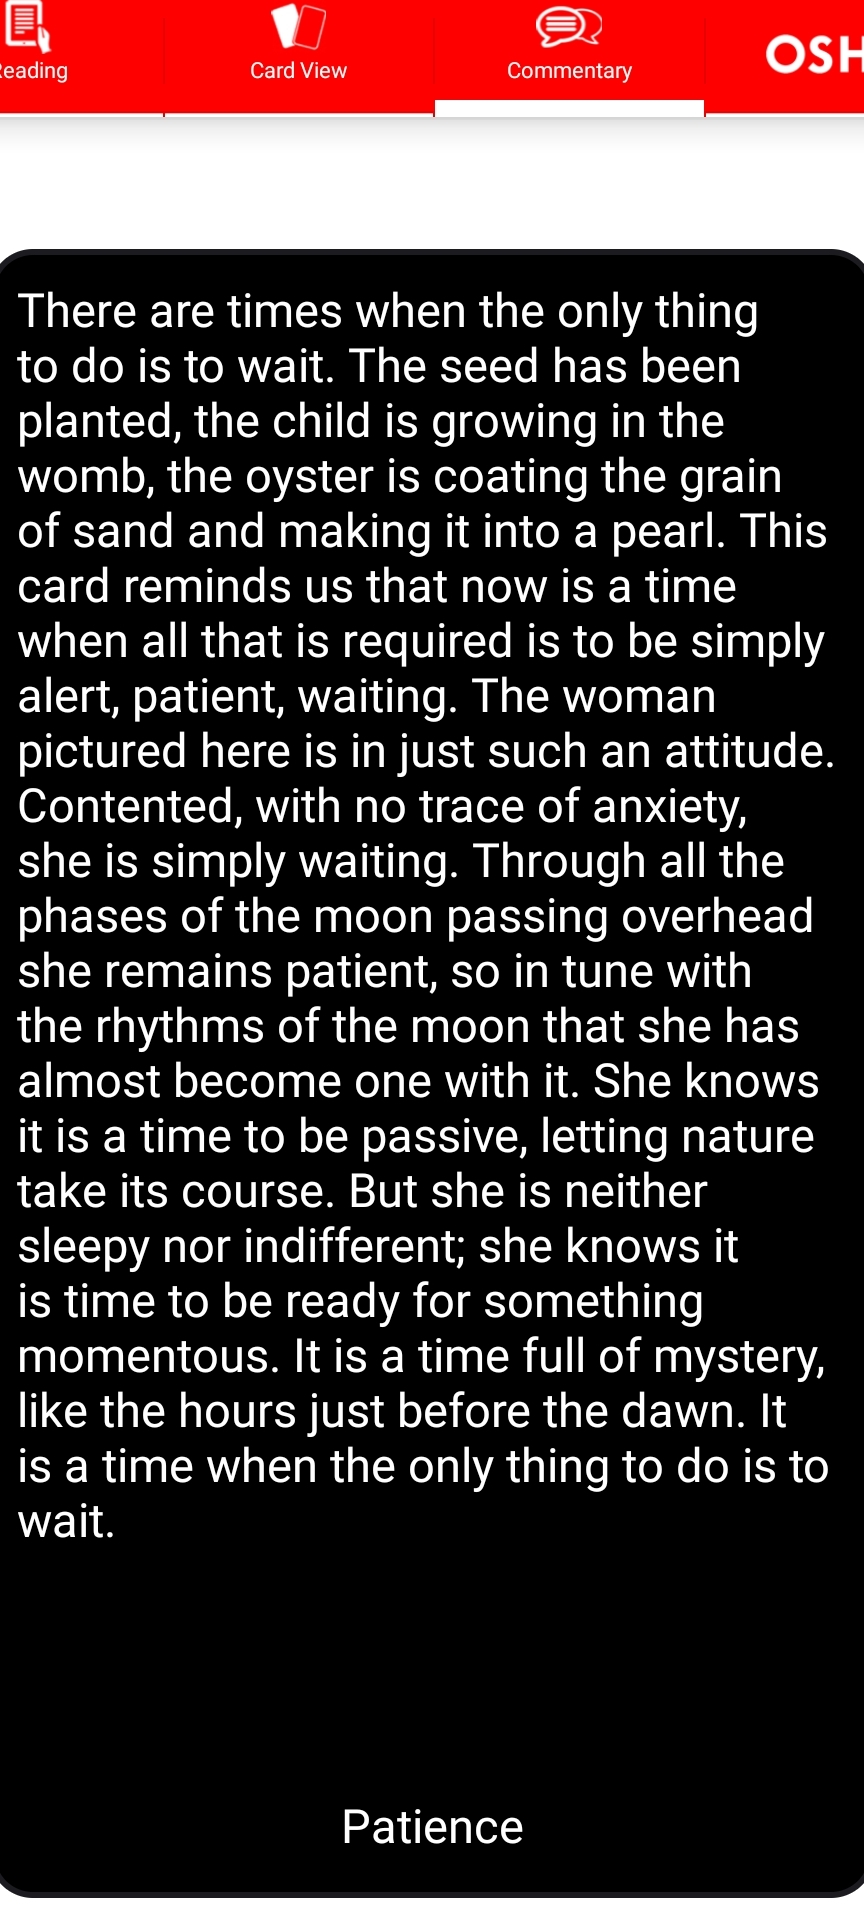 Reading
Card View
Commentary
OSH
There are times when the only thing
to do is to wait. The seed has been
planted, the child is growing in the
womb, the oyster is coating the grain
of sand and making it into a pearl. This
card reminds us that now is a time
when all that is required is to be simply
alert, patient, waiting. The woman
pictured here is in just such an attitude.
Contented, with no trace of anxiety,
she is simply waiting. Through all the
phases of the moon passing overhead
she remains patient, so in tune with
the rhythms of the moon that she has
almost become one with it. She knows
it is a time to be passive, letting nature
take its course. But she is neither
sleepy nor indifferent; she knows it
is time to be ready for something
momentous. It is a time full of mystery,
like the hours just before the dawn. It
is a time when the only thing to do is to
wait.
Patience